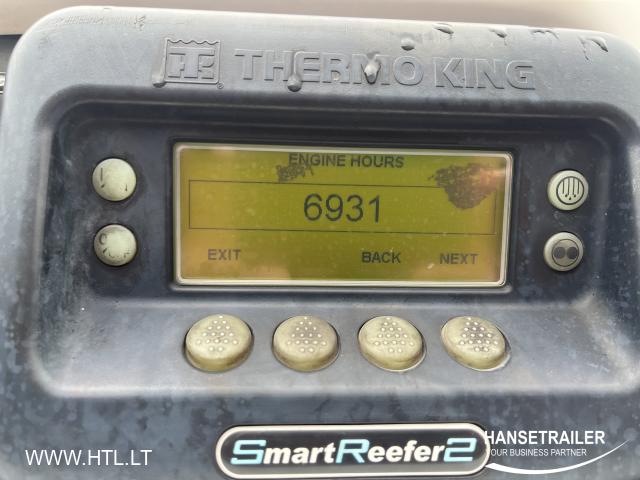 THERMO KING
ENGINE HOURS
6931
EXIT BACK NEXT
SmartReefer2
WWW.HTL.LT
HANSETRAILER
YOUR BUSINESS PARTNER